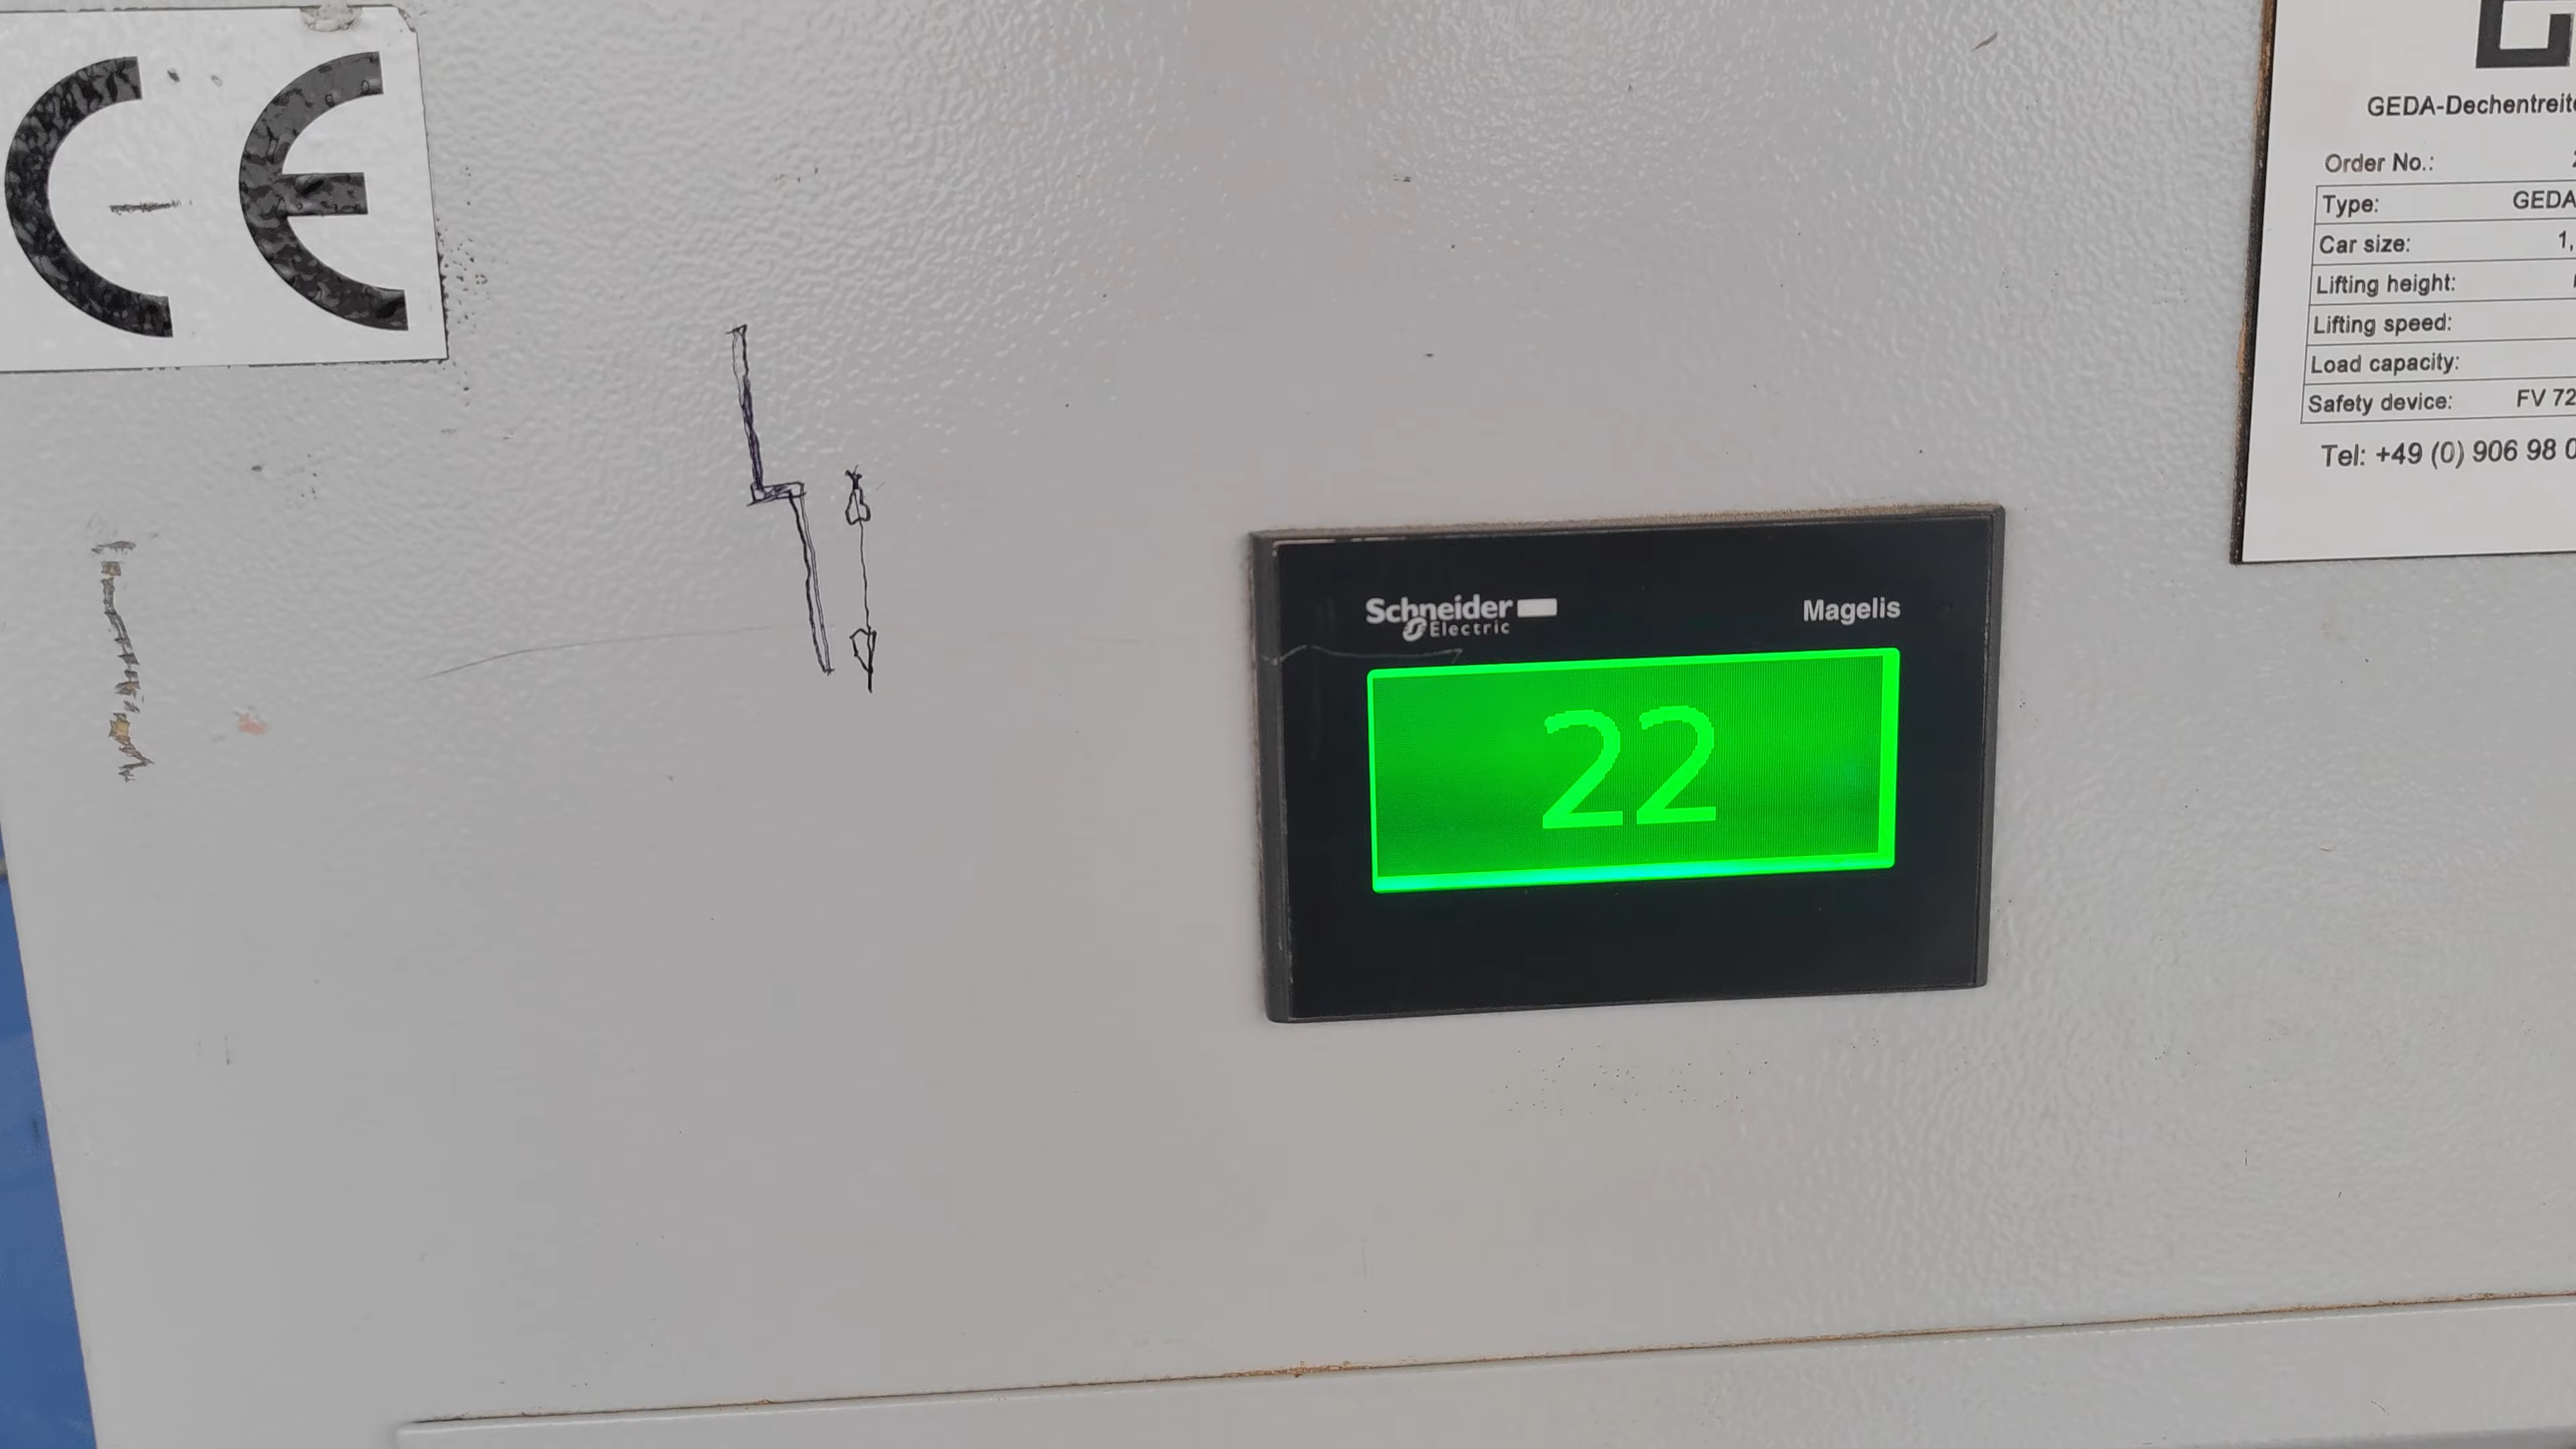 CE
GEDA-Dechentreit
Order No.:
Type: GEDA
Car size: 1,
Lifting height:
Lifting speed:
Load capacity:
Safety device: FV 72
Tel: +49 (0) 906 98 0
Schneider Electric
Magelis
22